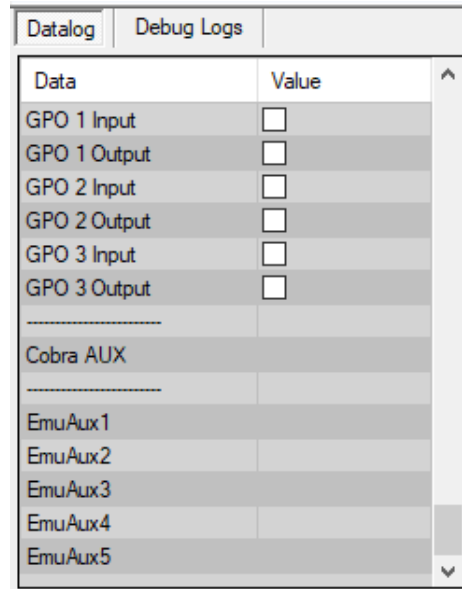 Datalog Debug Logs
Data Value
GPO 1 Input
GPO 1 Output
GPO 2 Input
GPO 2 Output
GPO 3 Input
GPO 3 Output
------------------------
Cobra AUX
------------------------
EmuAux1
EmuAux2
EmuAux3
EmuAux4
EmuAux5